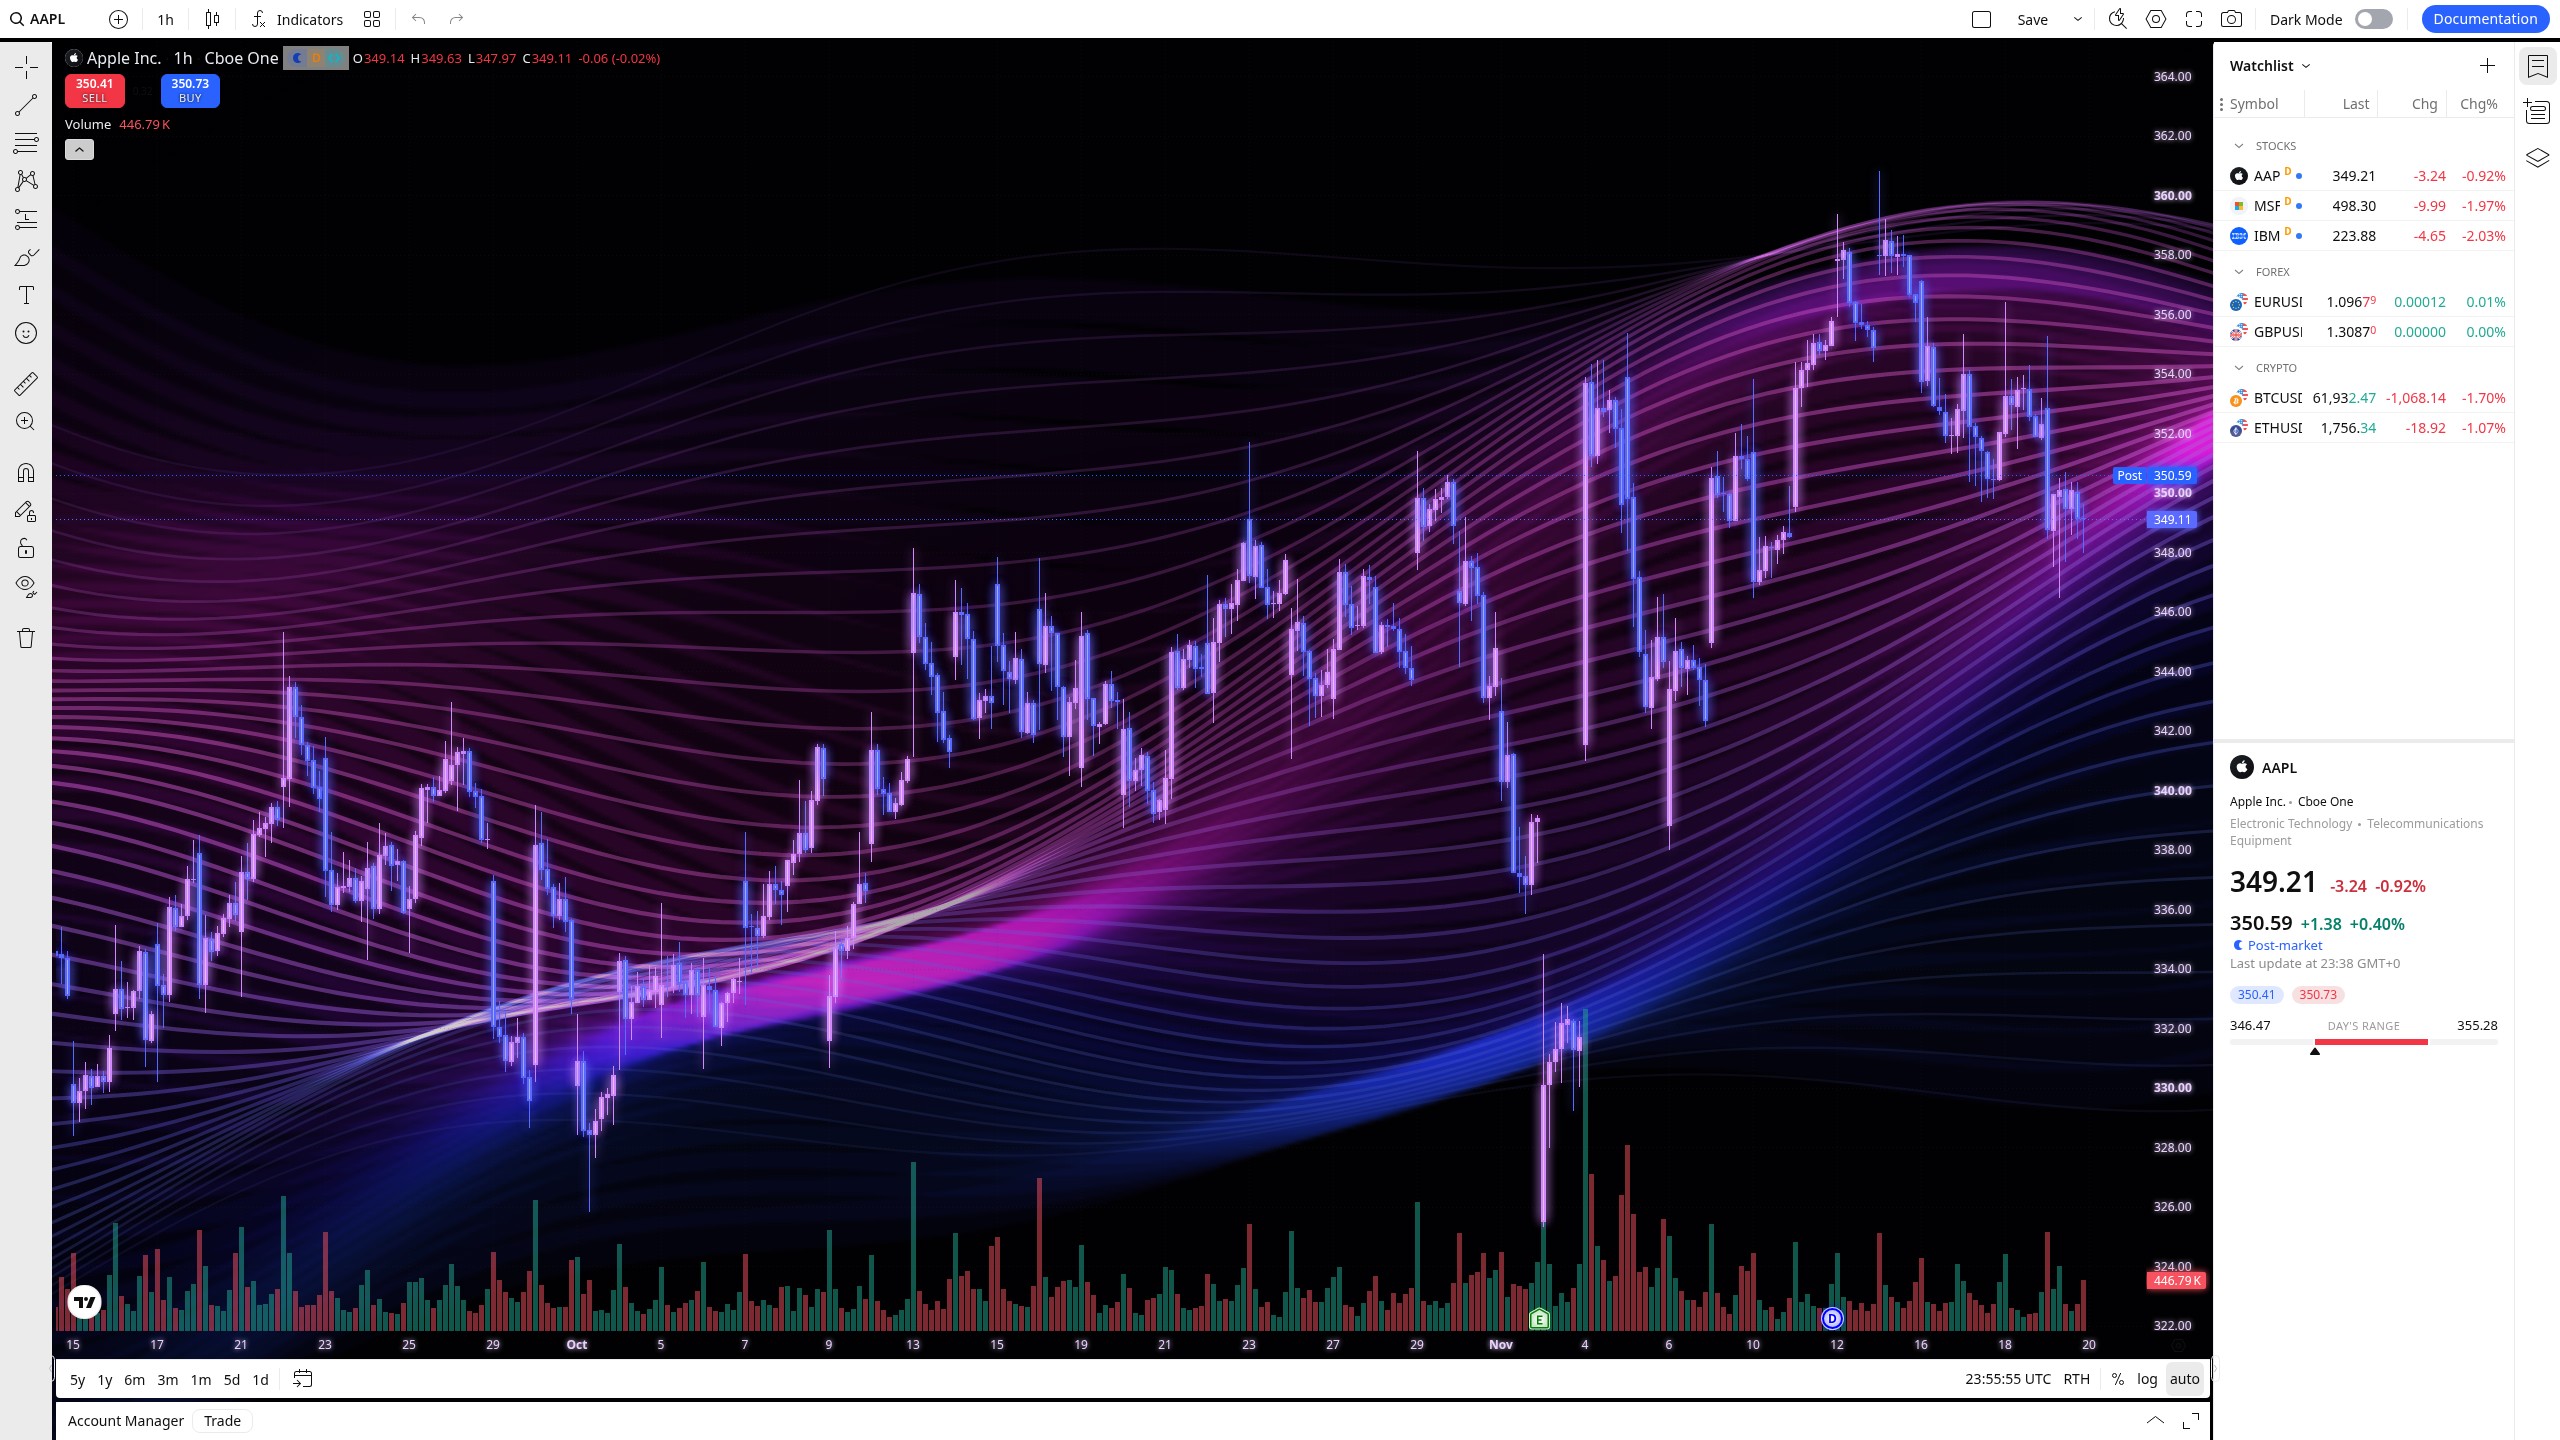 AAPL
1h
Indicators
Save
Dark Mode
Documentation
Apple Inc. 1h Cboe One
D
O349.14 H349.63 L347.97 C349.11 -0.06 (-0.02%)
350.41
SELL
350.73
BUY
Volume 446.79 K
364.00
362.00
360.00
358.00
356.00
354.00
352.00
Post 350.59
350.00
349.11
348.00
346.00
344.00
342.00
340.00
338.00
336.00
334.00
332.00
330.00
328.00
326.00
324.00
446.79 K
322.00
E
D
15 17 21 23 25 29 Oct 5 7 9 13 15 19 21 23 27 29 Nov 4 6 10 12 16 18 20
5y 1y 6m 3m 1m 5d 1d
23:55:55 UTC RTH % log auto
Account Manager Trade
Watchlist
Symbol Last Chg Chg%
STOCKS
AAP D 349.21 -3.24 -0.92%
MSF D 498.30 -9.99 -1.97%
IBM D 223.88 -4.65 -2.03%
FOREX
EURUSD 1.09679 0.00012 0.01%
GBPUSD 1.30870 0.00000 0.00%
CRYPTO
BTCUSD 61,932.47 -1,068.14 -1.70%
ETHUSD 1,756.34 -18.92 -1.07%
AAPL
Apple Inc. • Cboe One
Electronic Technology • Telecommunications
Equipment
349.21 -3.24 -0.92%
350.59 +1.38 +0.40%
Post-market
Last update at 23:38 GMT+0
350.41 350.73
346.47 DAY'S RANGE 355.28